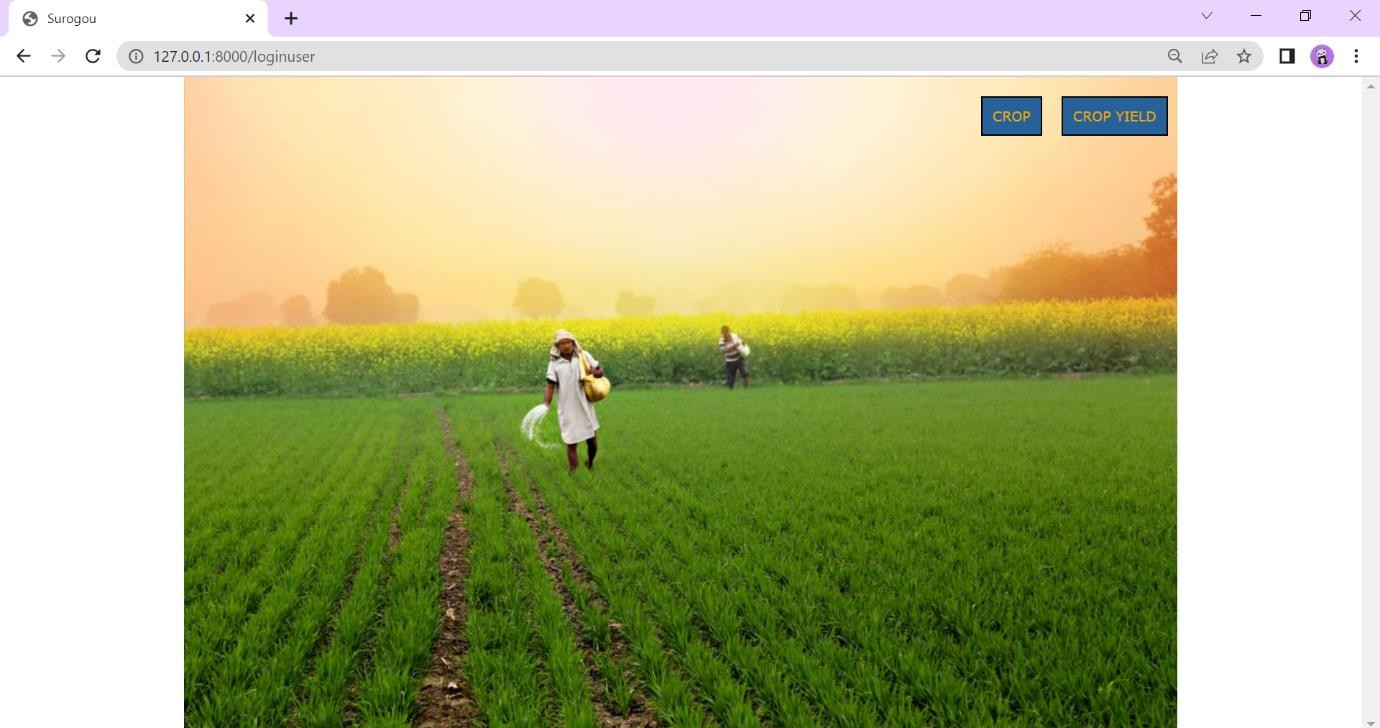 Surogou
127.0.0.1:8000/loginuser
CROP
CROP YIELD